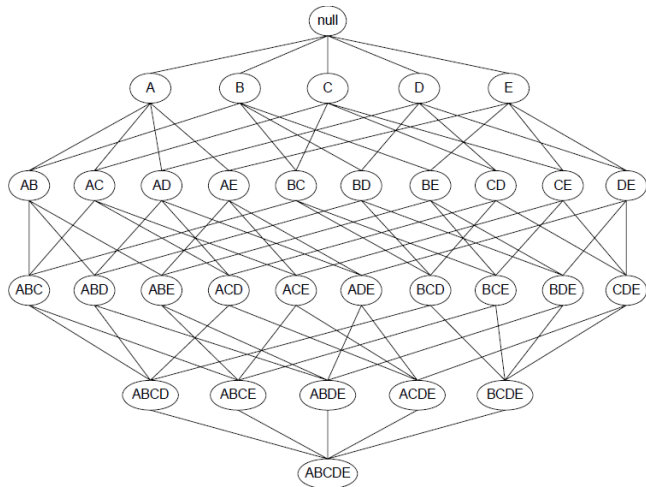 null
A B C D E
AB AC AD AE BC BD BE CD CE DE
ABC ABD ABE ACD ACE ADE BCD BCE BDE CDE
ABCD ABCE ABDE ACDE BCDE
ABCDE